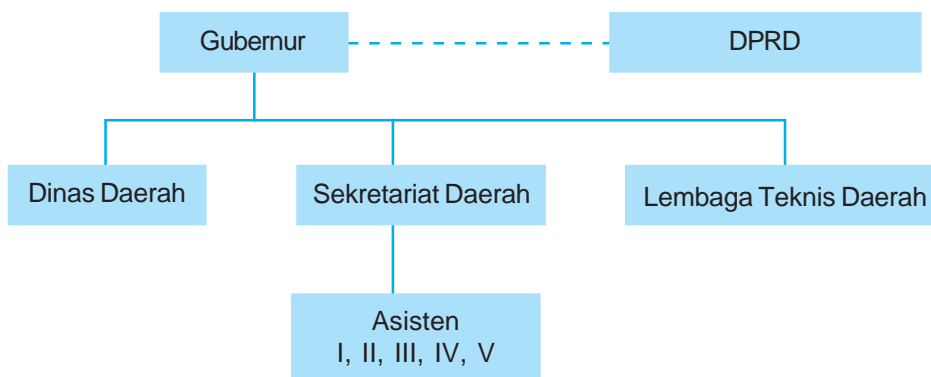 Gubernur
DPRD
Dinas Daerah
Sekretariat Daerah
Lembaga Teknis Daerah
Asisten
I, II, III, IV, V